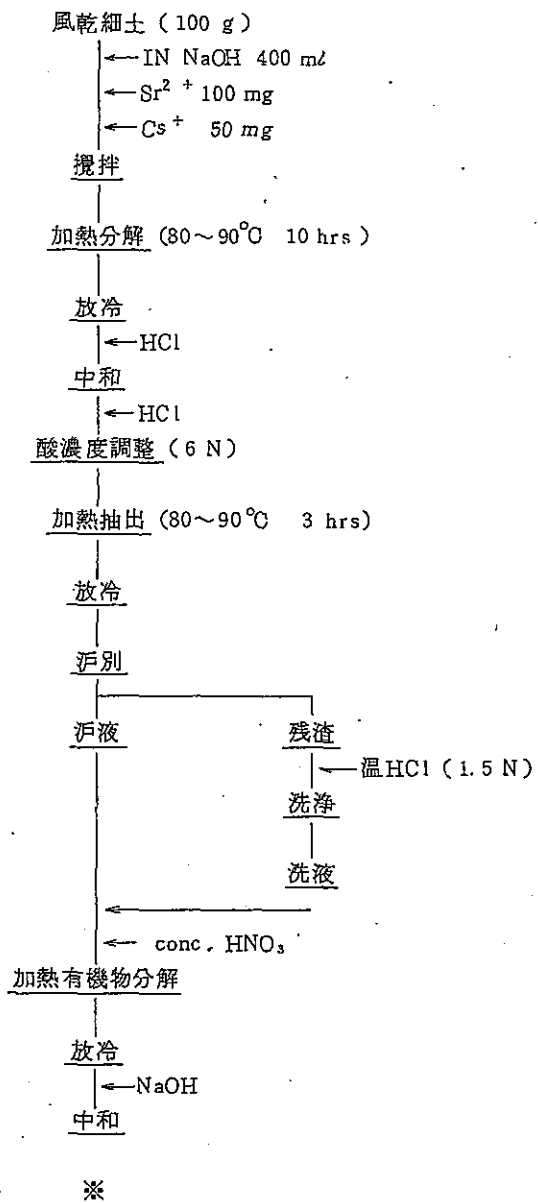 風乾細土 (100 g)
IN NaOH 400 ml
Sr²⁺ 100 mg
Cs⁺ 50 mg
攪拌
加熱分解 (80～90℃ 10 hrs)
放冷
HCl
中和
HCl
酸濃度調整 (6 N)
加熱抽出 (80～90℃ 3 hrs)
放冷
沪別
沪液 残渣
温HCl (1.5 N)
洗浄
洗液
conc. HNO₃
加熱有機物分解
放冷
NaOH
中和
※